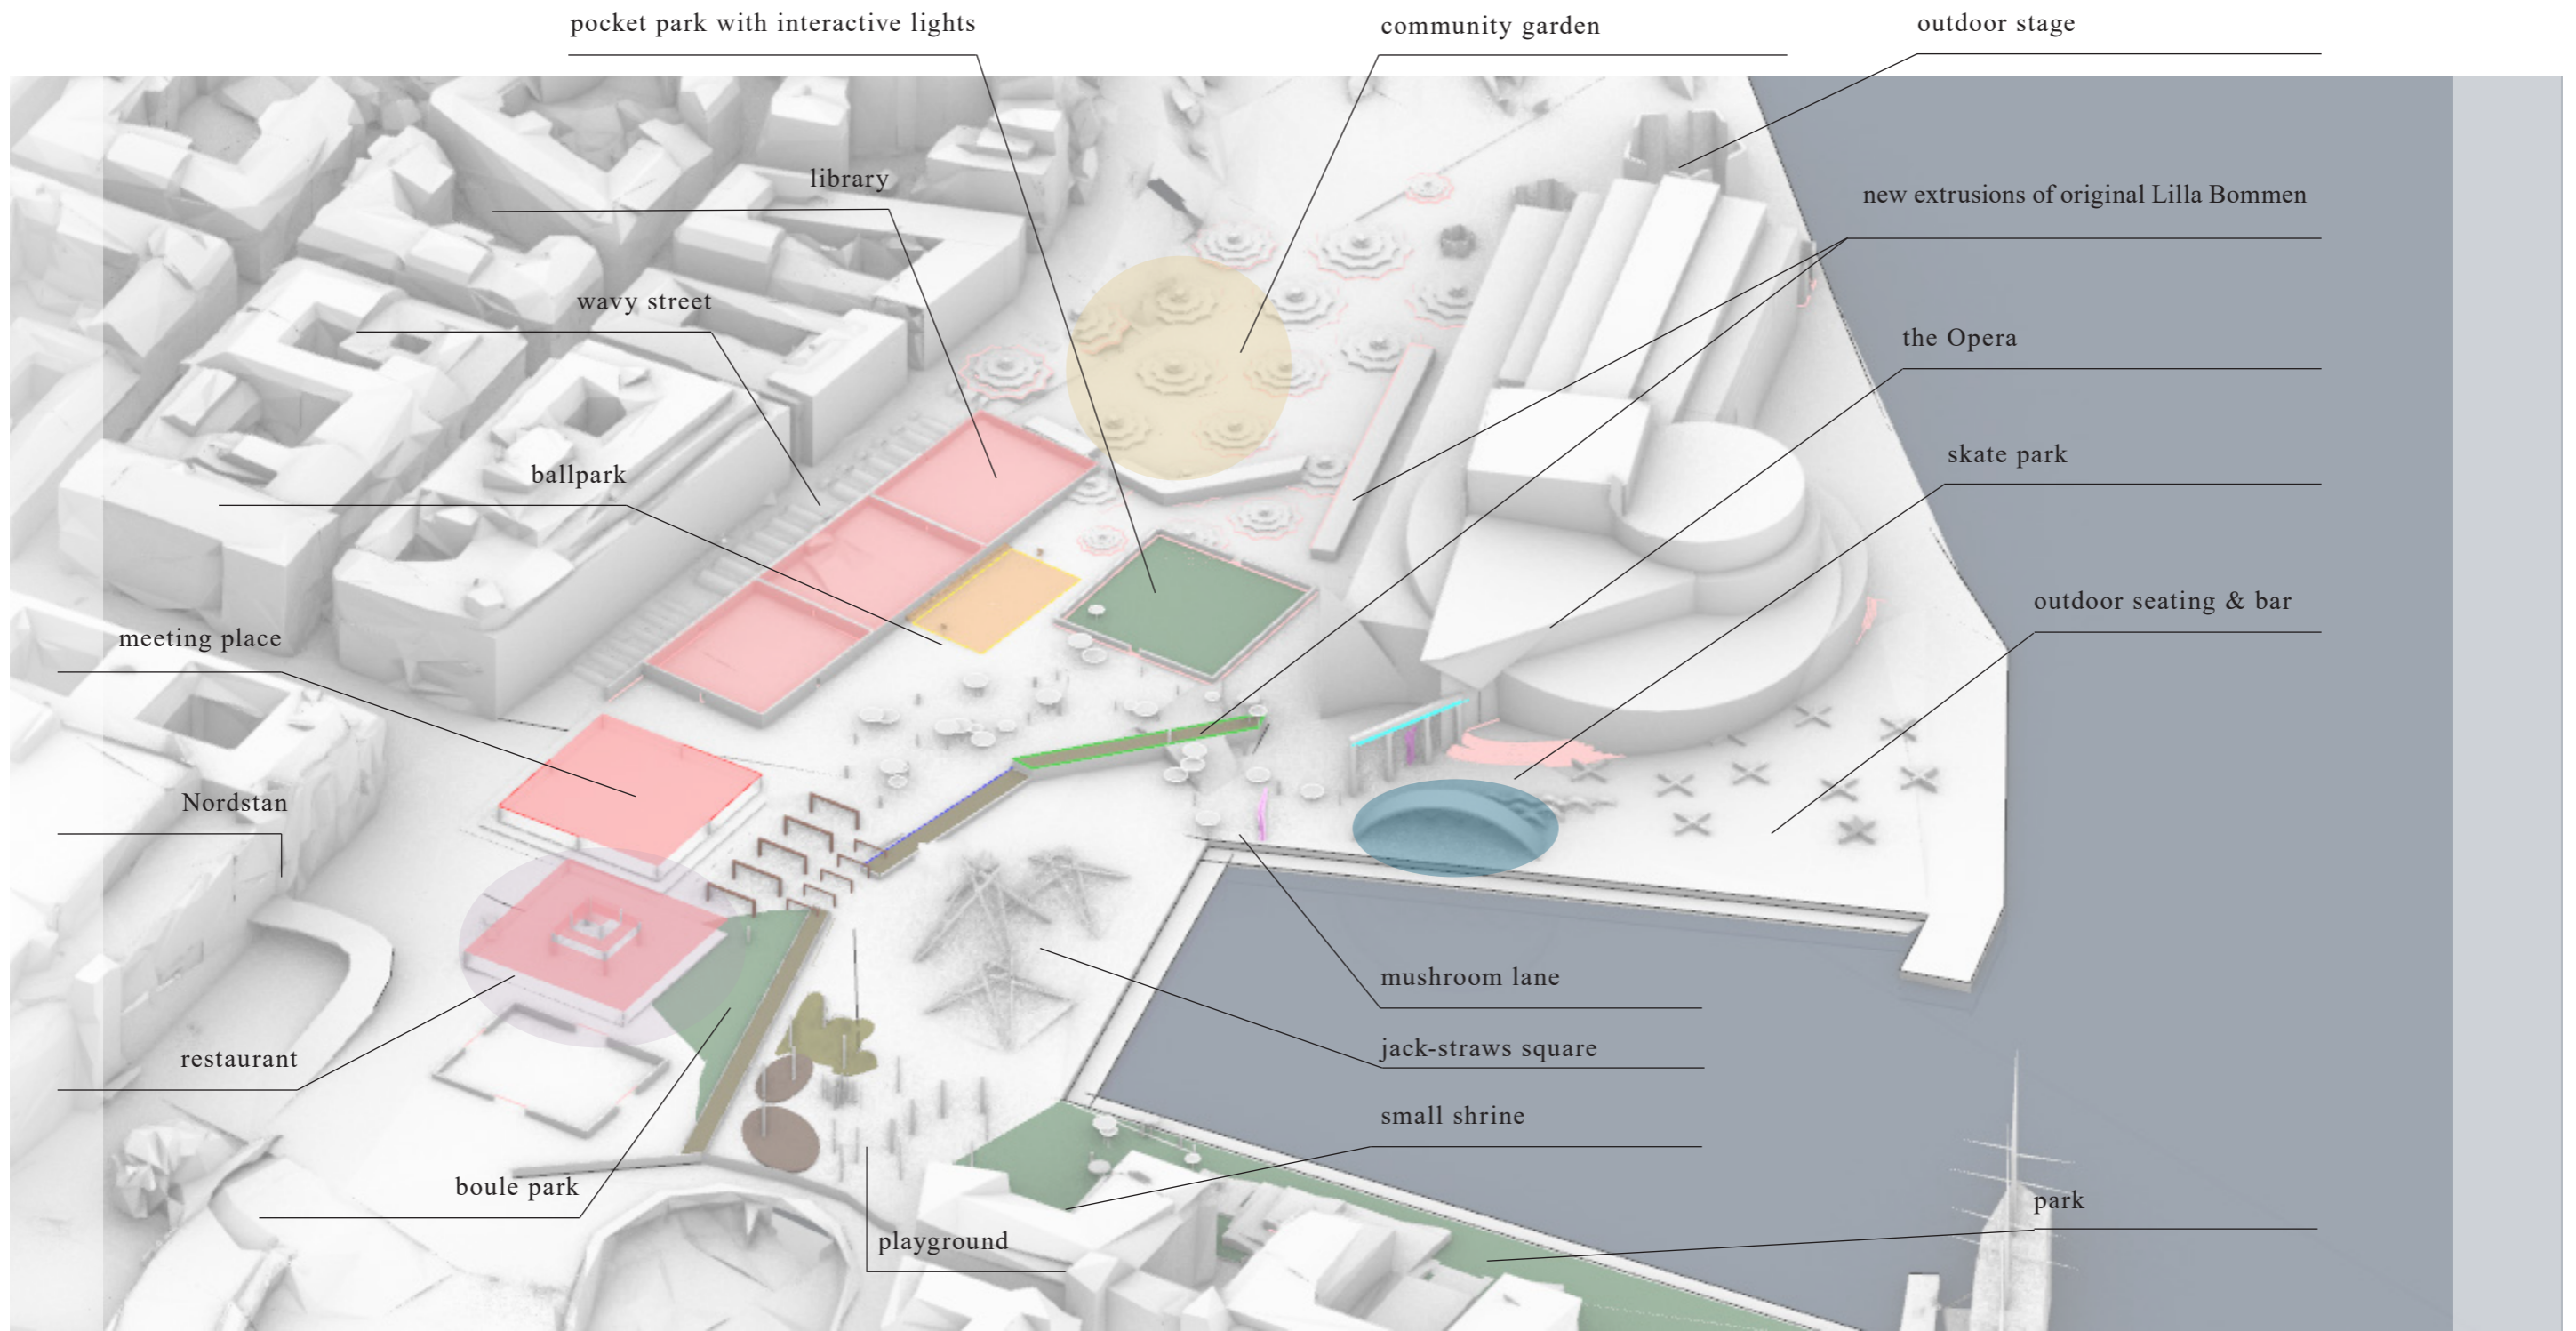 pocket park with interactive lights
community garden
outdoor stage
library
new extrusions of original Lilla Bommen
wavy street
the Opera
ballpark
skate park
outdoor seating & bar
meeting place
Nordstan
mushroom lane
jack-straws square
restaurant
small shrine
boule park
park
playground